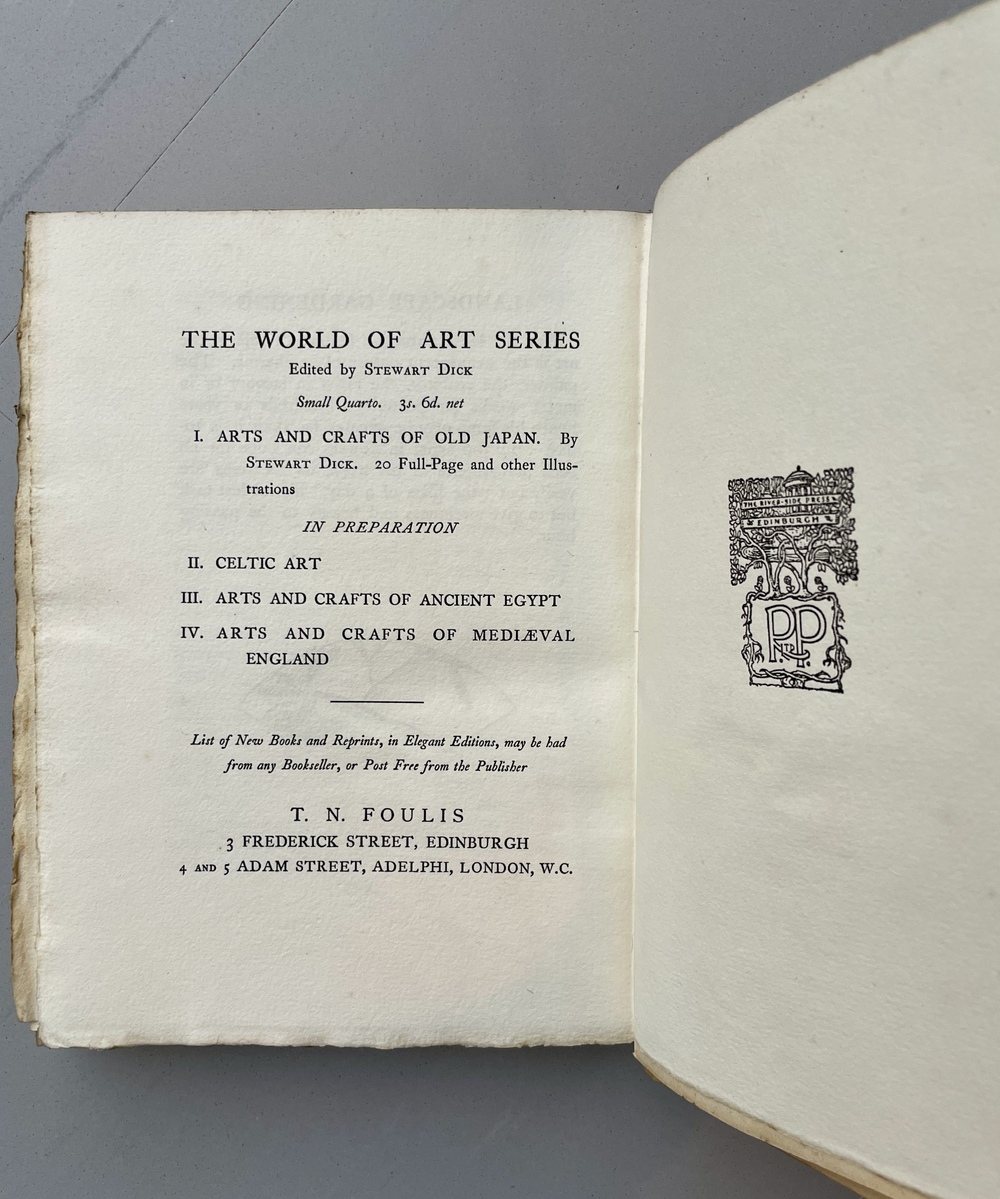 THE WORLD OF ART SERIES
Edited by STEWART DICK
Small Quarto. 3s. 6d. net
I. ARTS AND CRAFTS OF OLD JAPAN. By
STEWART DICK. 20 Full-Page and other Illus-
trations
IN PREPARATION
II. CELTIC ART
III. ARTS AND CRAFTS OF ANCIENT EGYPT
IV. ARTS AND CRAFTS OF MEDIÆVAL
ENGLAND
List of New Books and Reprints, in Elegant Editions, may be had
from any Bookseller, or Post Free from the Publisher
T. N. FOULIS
3 FREDERICK STREET, EDINBURGH
4 AND 5 ADAM STREET, ADELPHI, LONDON, W.C.
THE RIVER-SIDE PRESS
EDINBURGH